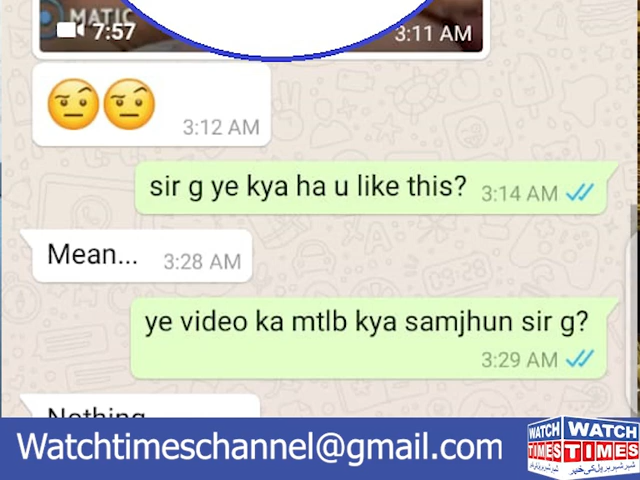 MATIC
7:57
3:11 AM
3:12 AM
sir g ye kya ha u like this?
3:14 AM
Mean...
3:28 AM
ye video ka mtlb kya samjhun sir g?
3:29 AM
Nothing
Watchtimeschannel@gmail.com
WATCH WATCH
TIMES TIMES